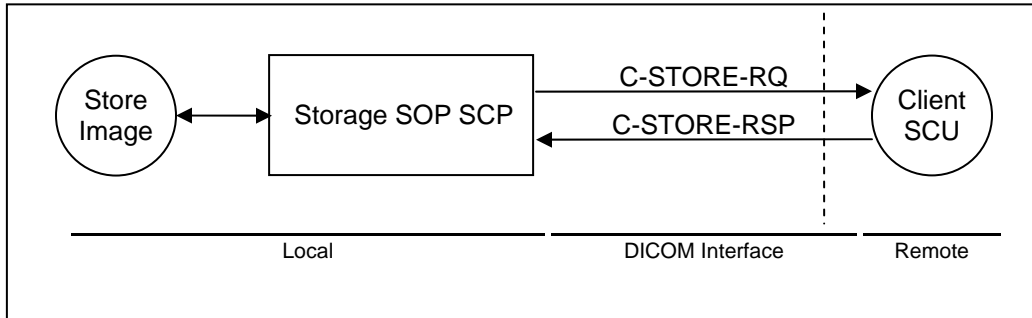 C-STORE-RQ
Store
Image
Storage SOP SCP
Client
SCU
C-STORE-RSP
Local
DICOM Interface
Remote